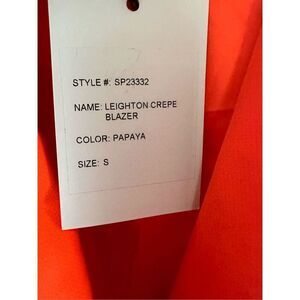 STYLE #: SP23332
NAME: LEIGHTON CREPE
BLAZER
COLOR: PAPAYA
SIZE: S